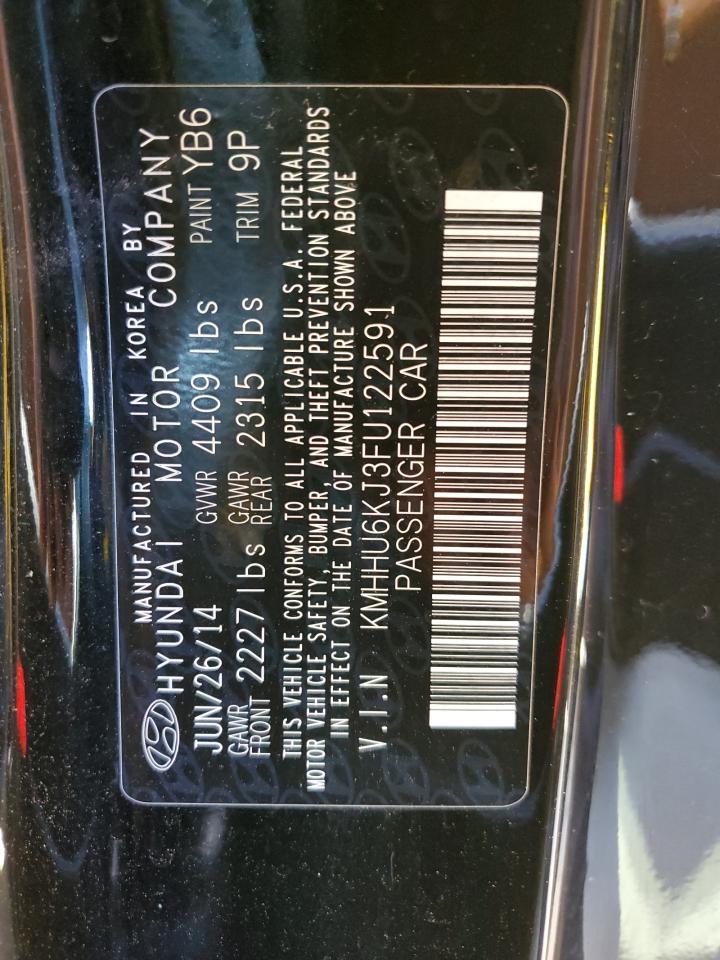 MANUFACTURED IN KOREA BY
HYUNDAI MOTOR COMPANY
JUN/26/14 GVWR 4409 lbs PAINT YB6
GAWR FRONT 2227 lbs GAWR REAR 2315 lbs TRIM 9P
THIS VEHICLE CONFORMS TO ALL APPLICABLE U.S.A. FEDERAL
MOTOR VEHICLE SAFETY, BUMPER, AND THEFT PREVENTION STANDARDS
IN EFFECT ON THE DATE OF MANUFACTURE SHOWN ABOVE
V.I.N KMHHU6KJ3FU122591
PASSENGER CAR